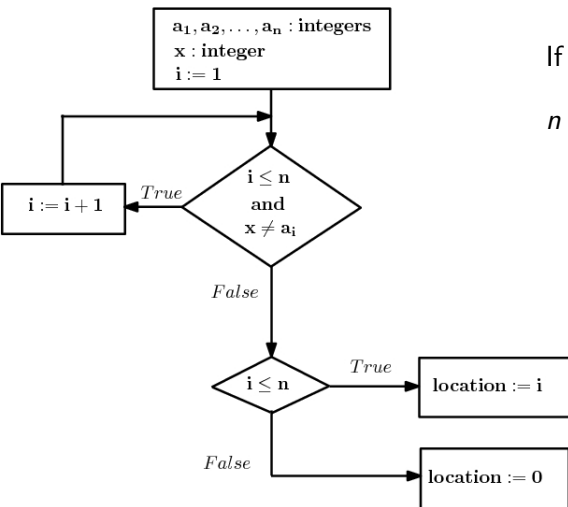 a₁, a₂, . . . , aₙ : integers
x : integer
i := 1
If
n
i ≤ n
and
x ≠ aᵢ
True
i := i + 1
False
i ≤ n
True
location := i
False
location := 0